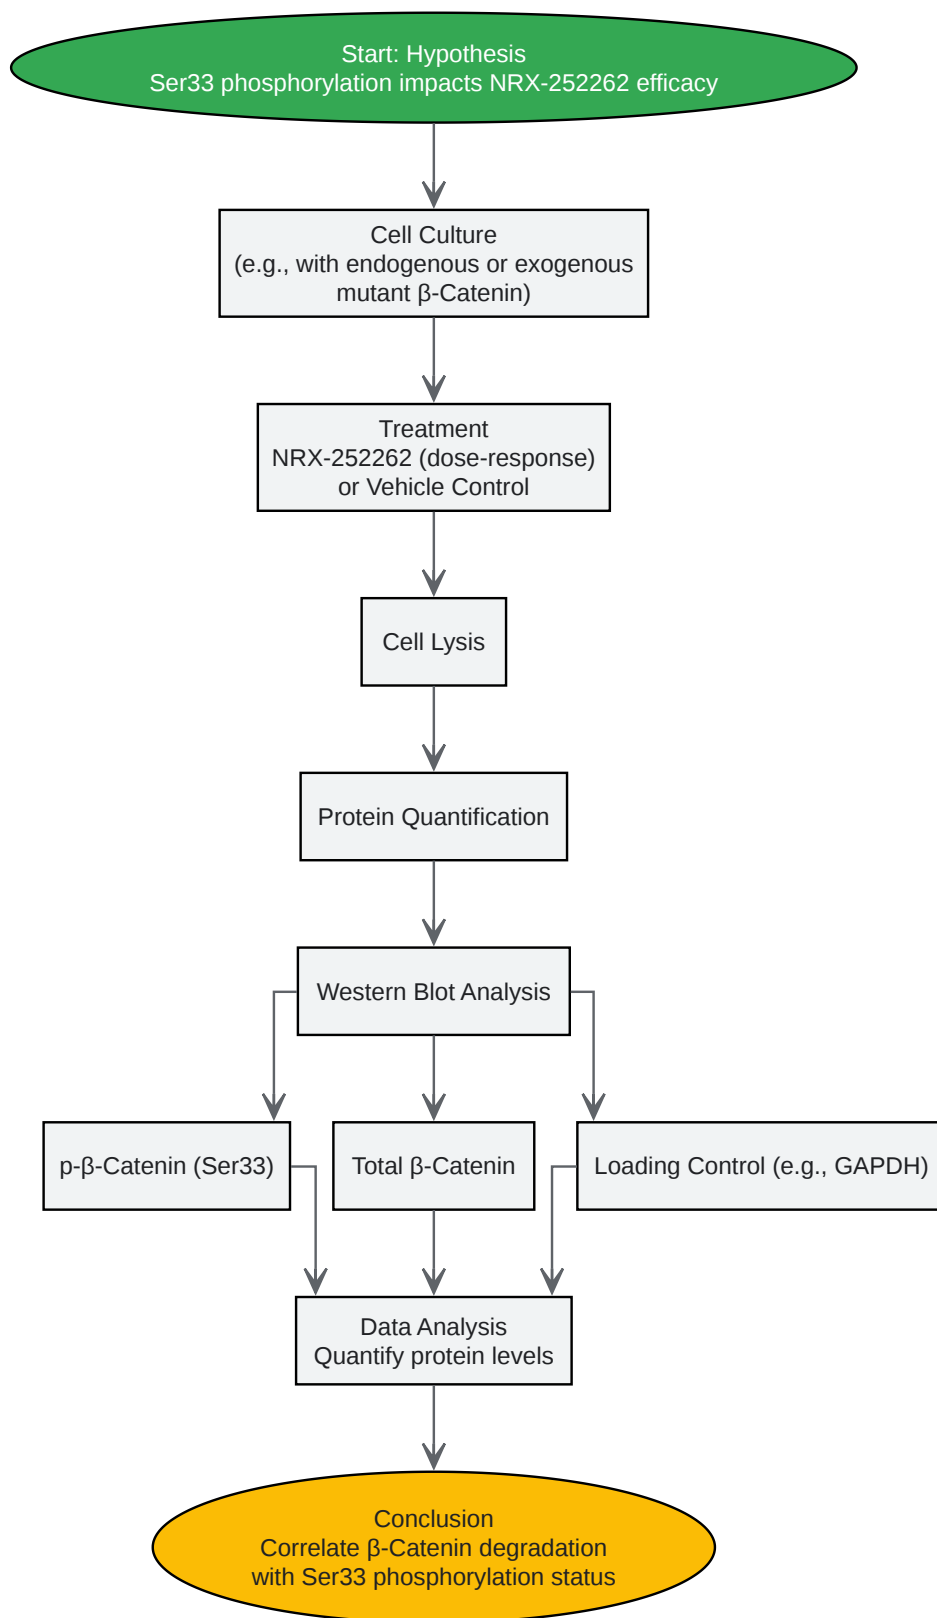 Start: Hypothesis
Ser33 phosphorylation impacts NRX-252262 efficacy
Cell Culture
(e.g., with endogenous or exogenous
mutant β-Catenin)
Treatment
NRX-252262 (dose-response)
or Vehicle Control
Cell Lysis
Protein Quantification
Western Blot Analysis
p-β-Catenin (Ser33)
Total β-Catenin
Loading Control (e.g., GAPDH)
Data Analysis
Quantify protein levels
Conclusion
Correlate β-Catenin degradation
with Ser33 phosphorylation status